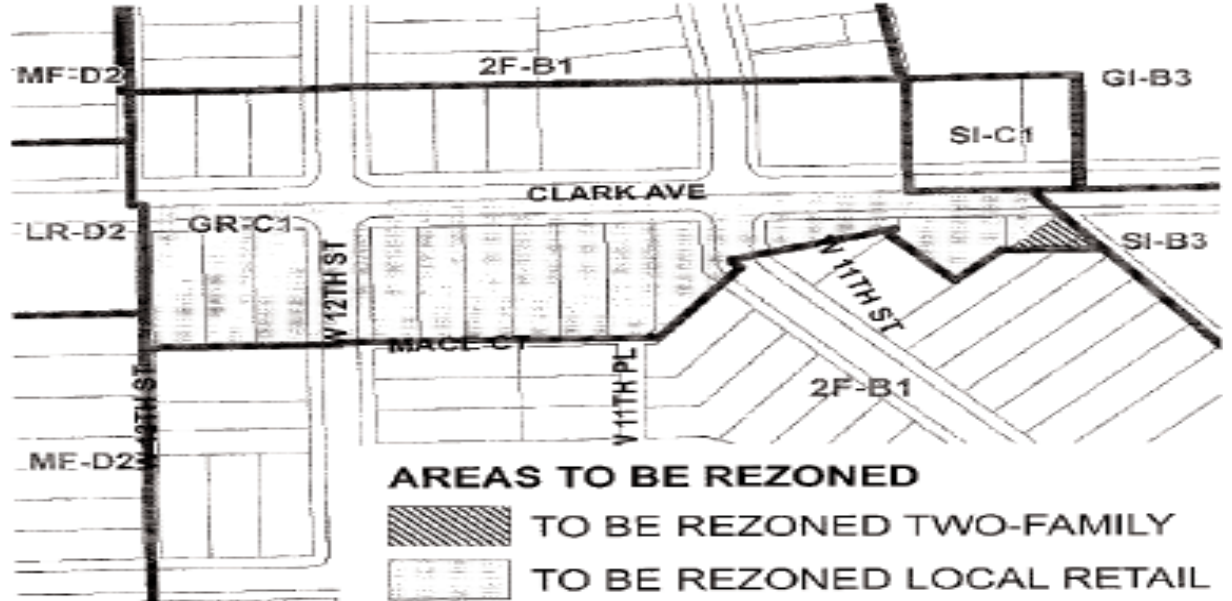 MF-D2
2F-B1
GI-B3
SI-C1
CLARK AVE
LR-D2
GR-C1
SI-B3
V 12TH ST
N 11TH ST
MACE CT
V 11TH PL
2F-B1
ST
MF-D2
AREAS TO BE REZONED
TO BE REZONED TWO-FAMILY
TO BE REZONED LOCAL RETAIL